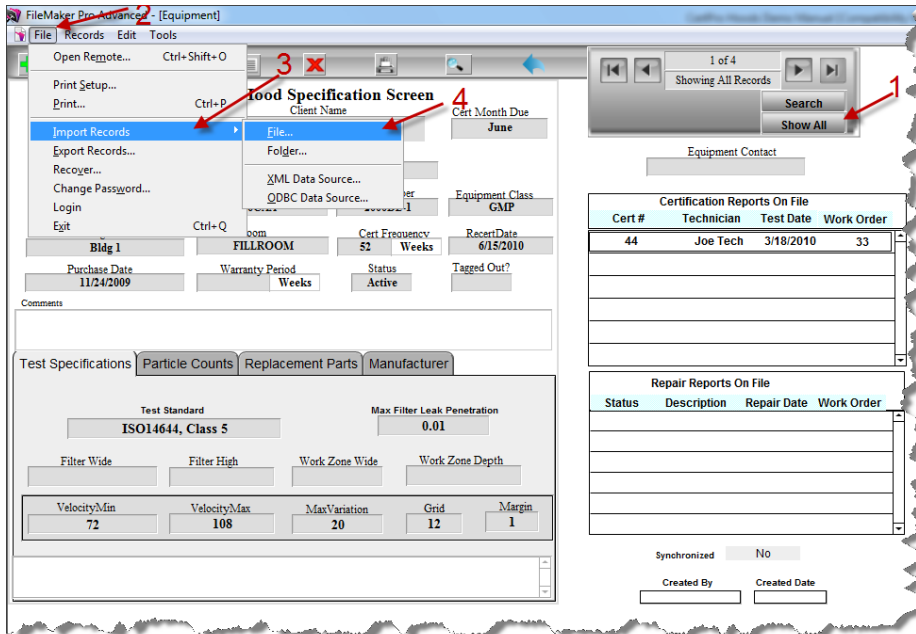 FileMaker Pro Advanced - [Equipment]
2
File Records Edit Tools
Open Remote... Ctrl+Shift+O
Print Setup...
Print... Ctrl+P
Import Records
Export Records...
Recover...
Change Password...
Login
Exit Ctrl+Q
3
File...
Folder...
XML Data Source...
ODBC Data Source...
4
Hood Specification Screen
Client Name
Cert Month Due
June
1 of 4
Showing All Records
Search
Show All
1
Equipment Contact
Equipment Class
GMP
Cert Frequency
RecertDate
Bldg 1 FILLROOM 52 Weeks 6/15/2010
Purchase Date Warranty Period Status Tagged Out?
11/24/2009 Weeks Active
Comments
Test Specifications Particle Counts Replacement Parts Manufacturer
Test Standard Max Filter Leak Penetration
ISO14644, Class 5 0.01
Filter Wide Filter High Work Zone Wide Work Zone Depth
VelocityMin VelocityMax MaxVariation Grid Margin
72 108 20 12 1
Certification Reports On File
Cert # Technician Test Date Work Order
44 Joe Tech 3/18/2010 33
Repair Reports On File
Status Description Repair Date Work Order
Synchronized No
Created By Created Date